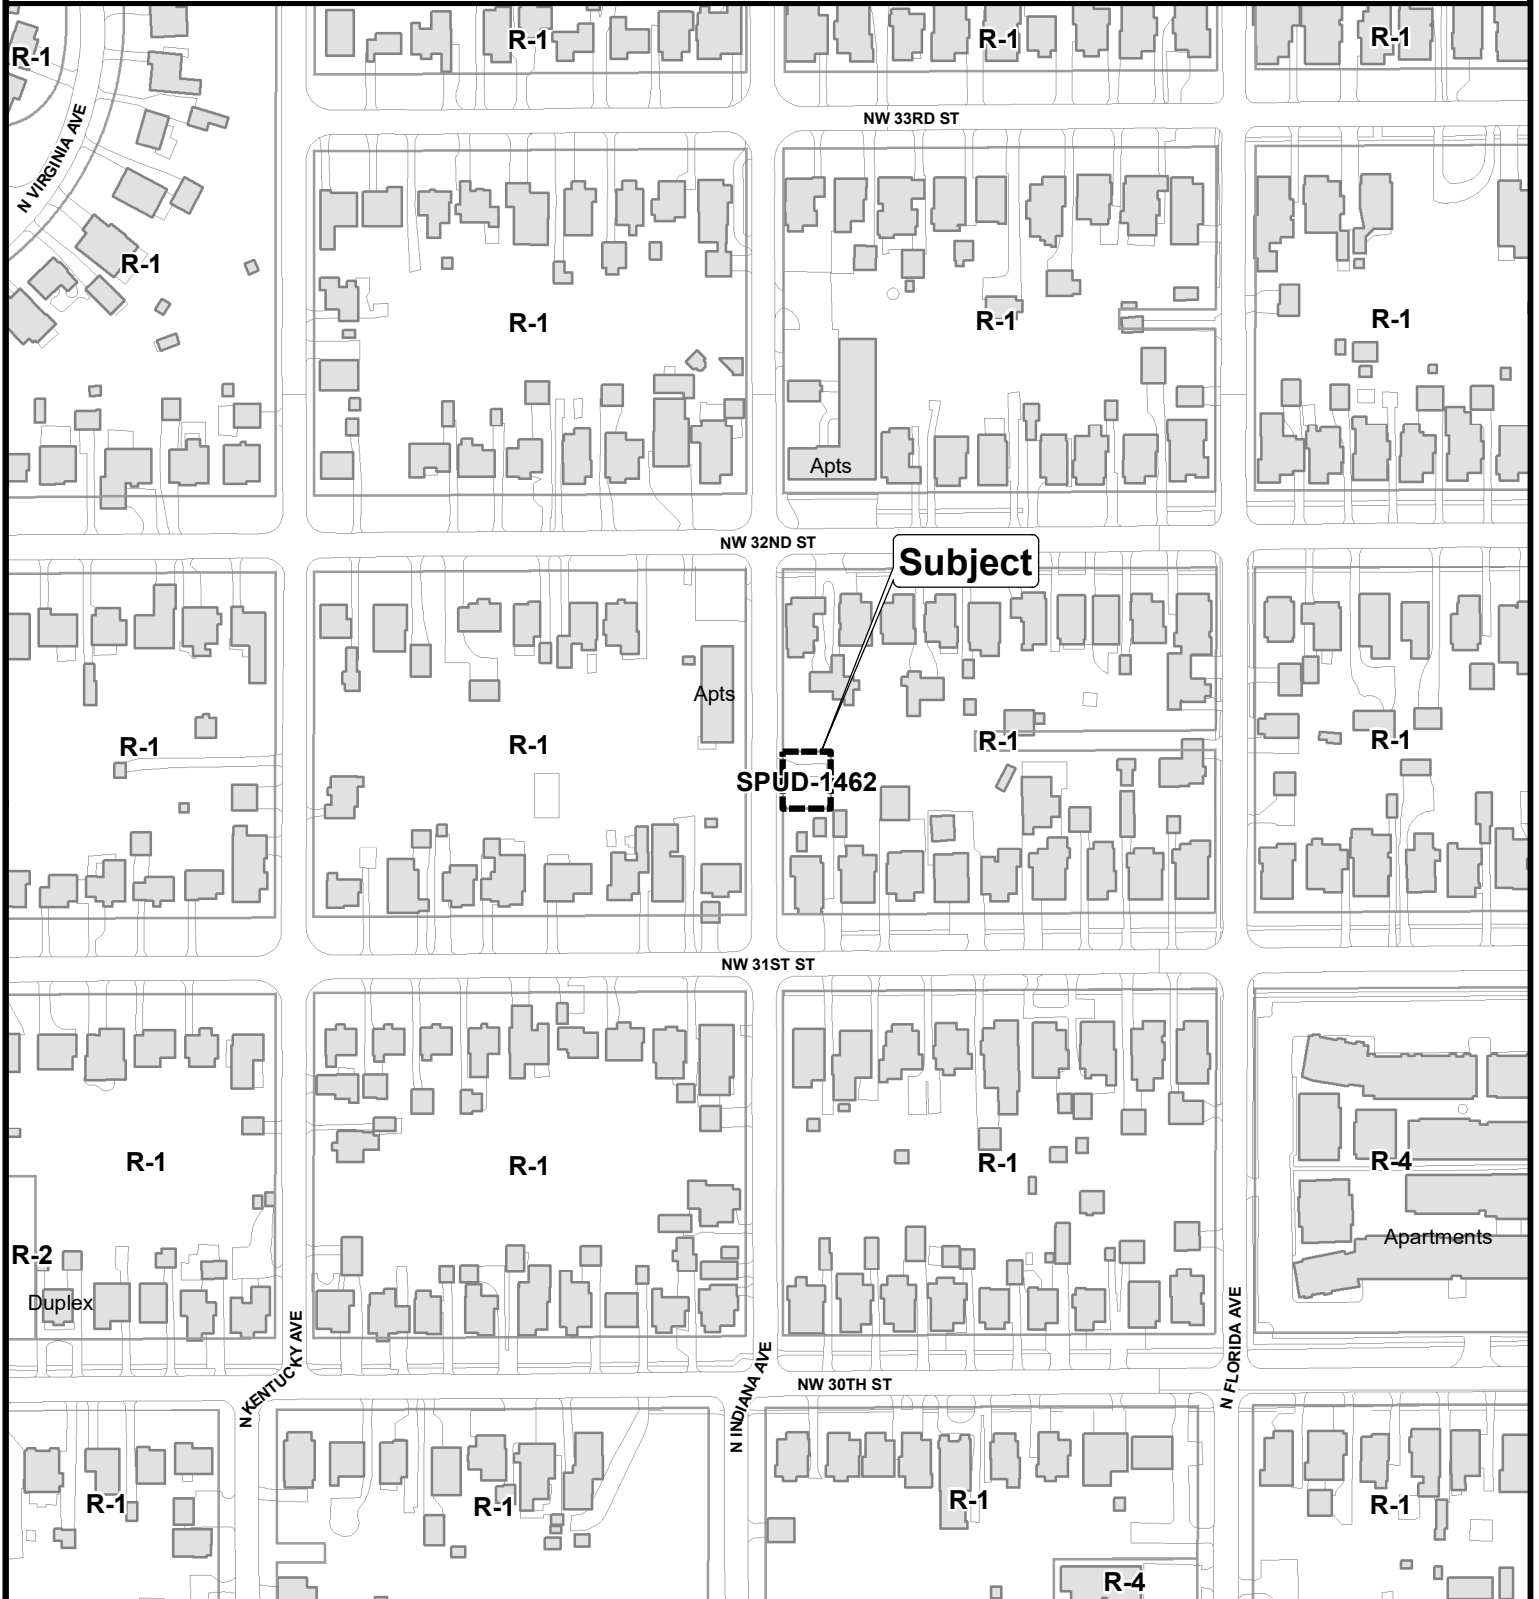 R-1
R-1
R-1
R-1
N VIRGINIA AVE
NW 33RD ST
R-1
R-1
R-1
R-1
Apts
NW 32ND ST
Subject
Apts
R-1
R-1
R-1
R-1
SPUD-1462
NW 31ST ST
R-1
R-1
R-1
R-4
R-2
Apartments
Duplex
N KENTUCKY AVE
N INDIANA AVE
N FLORIDA AVE
NW 30TH ST
R-1
R-1
R-1
R-1
R-4